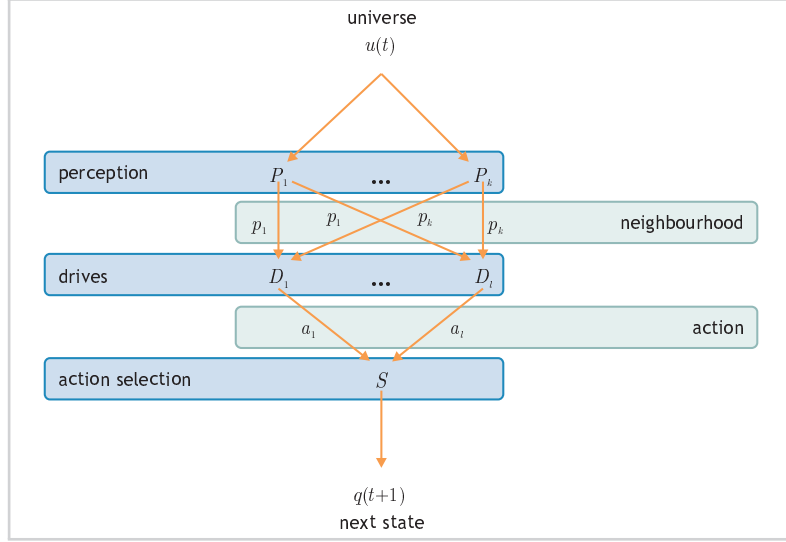 universe
u(t)
perception P₁ ... Pₖ
p₁ p₁ pₖ pₖ neighbourhood
drives D₁ ... Dₗ
a₁ aₗ action
action selection S
q(t+1)
next state